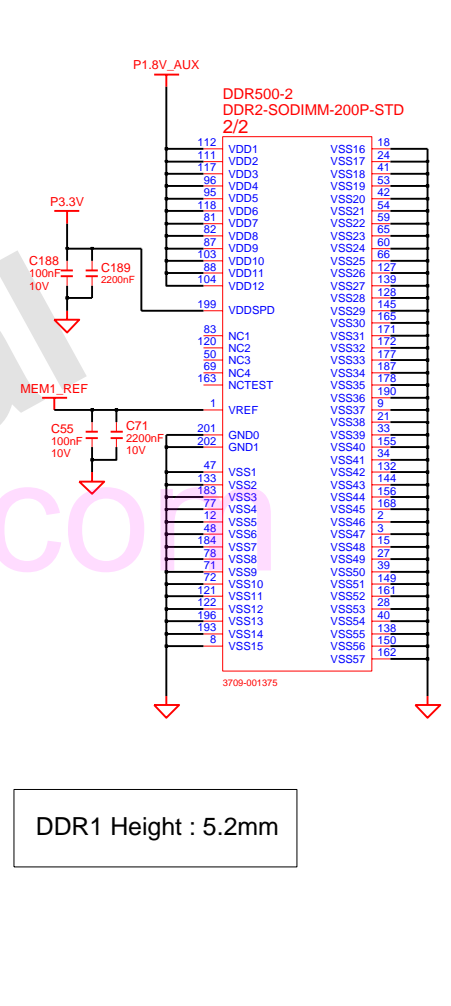 P1.8V_AUX
DDR500-2
DDR2-SODIMM-200P-STD
2/2
112 VDD1 VSS16 18
111 VDD2 VSS17 24
117 VDD3 VSS18 41
96 VDD4 VSS19 53
95 VDD5 VSS20 42
118 VDD6 VSS21 54
81 VDD7 VSS22 59
82 VDD8 VSS23 65
87 VDD9 VSS24 60
103 VDD10 VSS25 66
88 VDD11 VSS26 127
104 VDD12 VSS27 139
VSS28 128
199 VDDSPD VSS29 145
VSS30 165
83 NC1 VSS31 171
120 NC2 VSS32 172
50 NC3 VSS33 177
69 NC4 VSS34 187
163 NCTEST VSS35 178
VSS36 190
1 VREF VSS37 9
VSS38 21
201 GND0 VSS39 33
202 GND1 VSS40 155
VSS41 34
47 VSS1 VSS42 132
133 VSS2 VSS43 144
183 VSS3 VSS44 156
77 VSS4 VSS45 168
12 VSS5 VSS46 2
48 VSS6 VSS47 3
184 VSS7 VSS48 15
78 VSS8 VSS49 27
71 VSS9 VSS50 39
72 VSS10 VSS51 149
121 VSS11 VSS52 161
122 VSS12 VSS53 28
196 VSS13 VSS54 40
193 VSS14 VSS55 138
8 VSS15 VSS56 150
VSS57 162
3709-001375
P3.3V
C188
100nF
10V
C189
2200nF
MEM1_REF
C55
100nF
10V
C71
2200nF
10V
com
DDR1 Height : 5.2mm